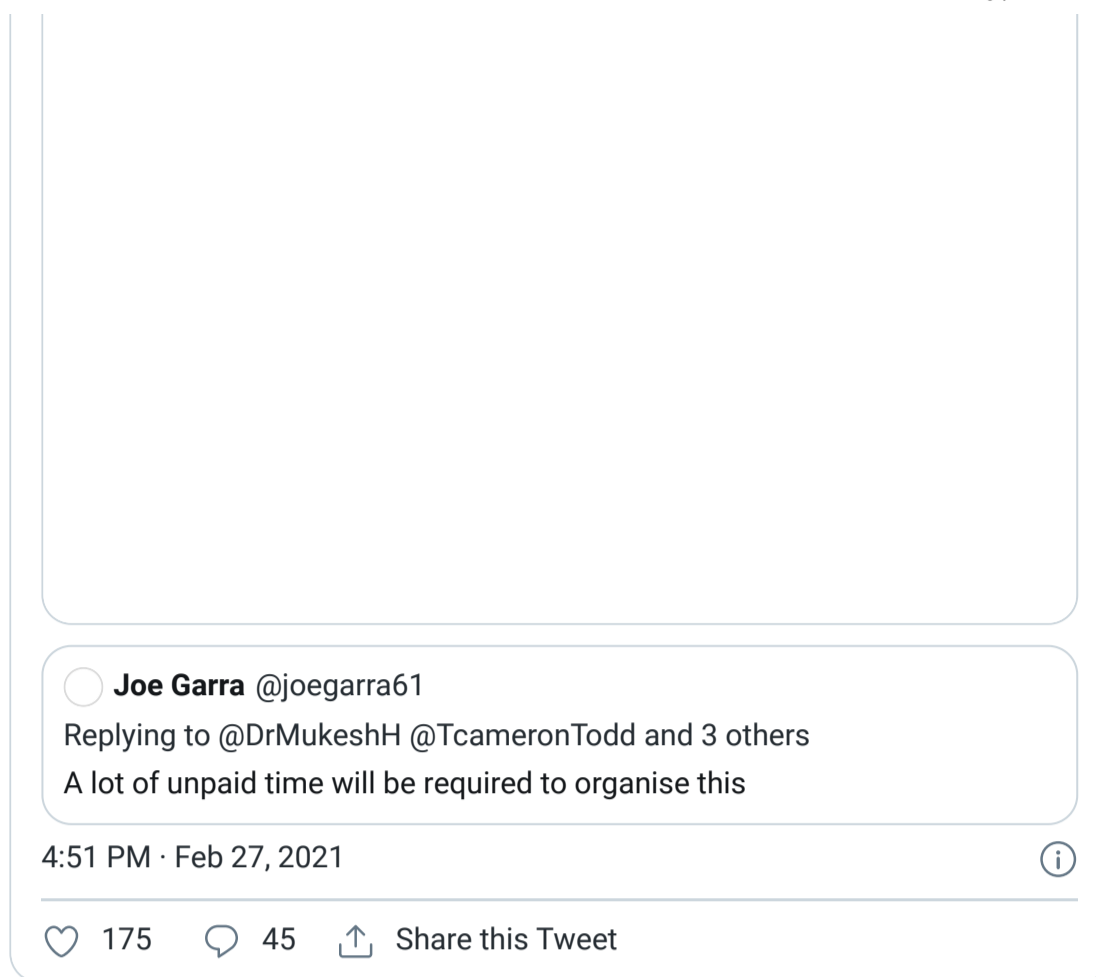 Joe Garra @joegarra61
Replying to @DrMukeshH @TcameronTodd and 3 others
A lot of unpaid time will be required to organise this
4:51 PM · Feb 27, 2021
175 45 Share this Tweet